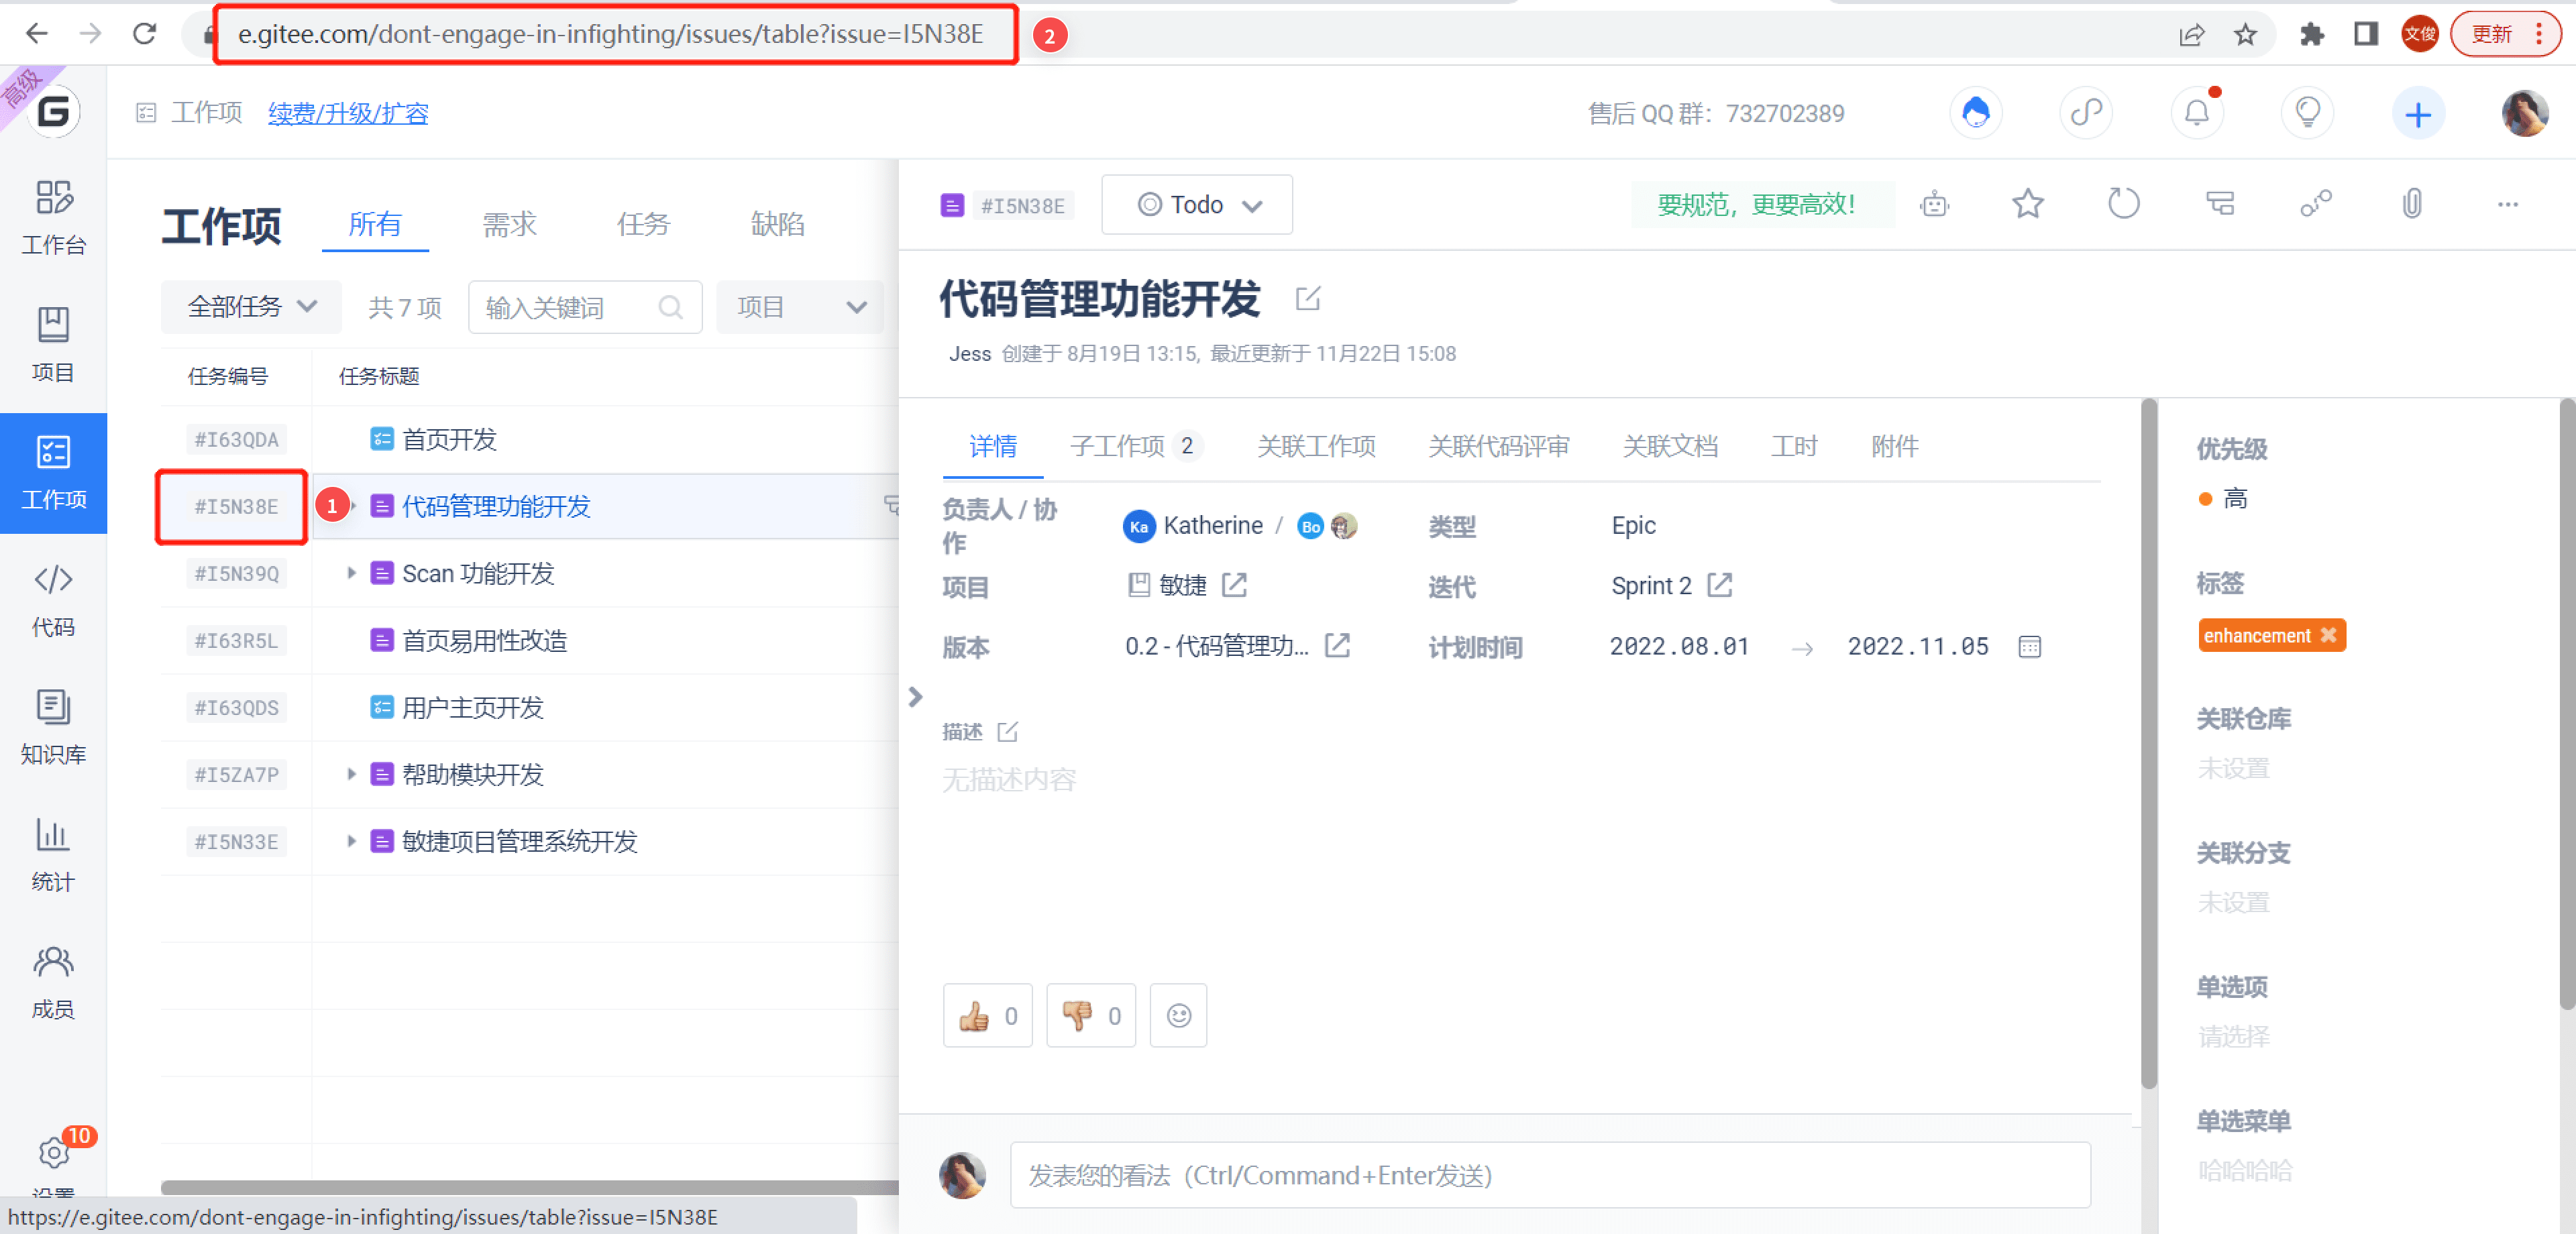 e.gitee.com/dont-engage-in-infighting/issues/table?issue=I5N38E
2
文俊
更新
高级
G
工作项
续费/升级/扩容
售后 QQ 群：732702389
工作台
项目
工作项
代码
知识库
统计
成员
10
设置
工作项
所有
需求
任务
缺陷
全部任务
共 7 项
输入关键词
项目
任务编号
任务标题
#I63QDA
首页开发
#I5N38E
1
代码管理功能开发
#I5N39Q
Scan 功能开发
#I63R5L
首页易用性改造
#I63QDS
用户主页开发
#I5ZA7P
帮助模块开发
#I5N33E
敏捷项目管理系统开发
#I5N38E
Todo
要规范，更要高效！
代码管理功能开发
Jess 创建于 8月19日 13:15, 最近更新于 11月22日 15:08
详情
子工作项 2
关联工作项
关联代码评审
关联文档
工时
附件
负责人 / 协作
Ka Katherine / Bo
类型
Epic
项目
敏捷
迭代
Sprint 2
版本
0.2 - 代码管理功...
计划时间
2022.08.01 → 2022.11.05
描述
无描述内容
0
0
发表您的看法（Ctrl/Command+Enter发送）
优先级
高
标签
enhancement
关联仓库
未设置
关联分支
未设置
单选项
请选择
单选菜单
哈哈哈哈
https://e.gitee.com/dont-engage-in-infighting/issues/table?issue=I5N38E